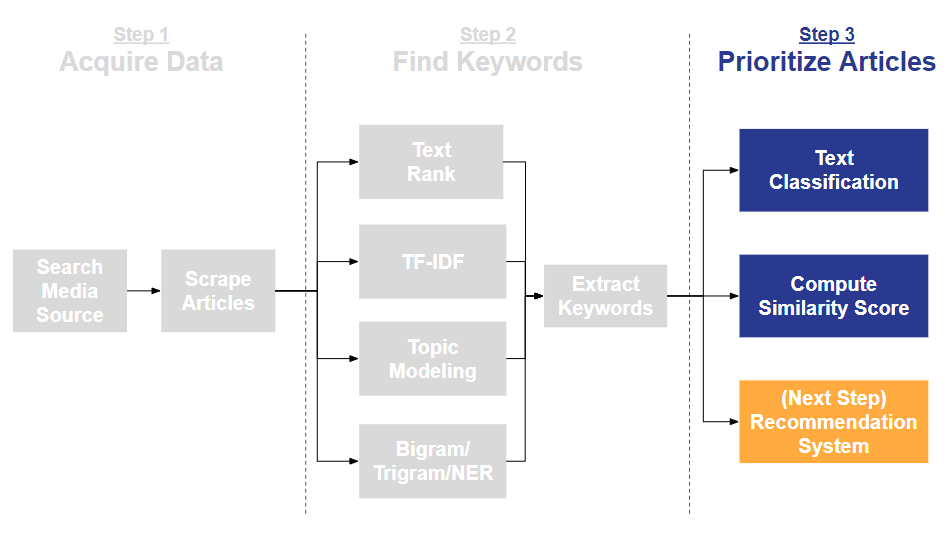 Step 1
Acquire Data
Step 2
Find Keywords
Step 3
Prioritize Articles
Search
Media
Source
Scrape
Articles
Text
Rank
TF-IDF
Topic
Modeling
Bigram/
Trigram/NER
Extract
Keywords
Text
Classification
Compute
Similarity Score
(Next Step)
Recommendation
System